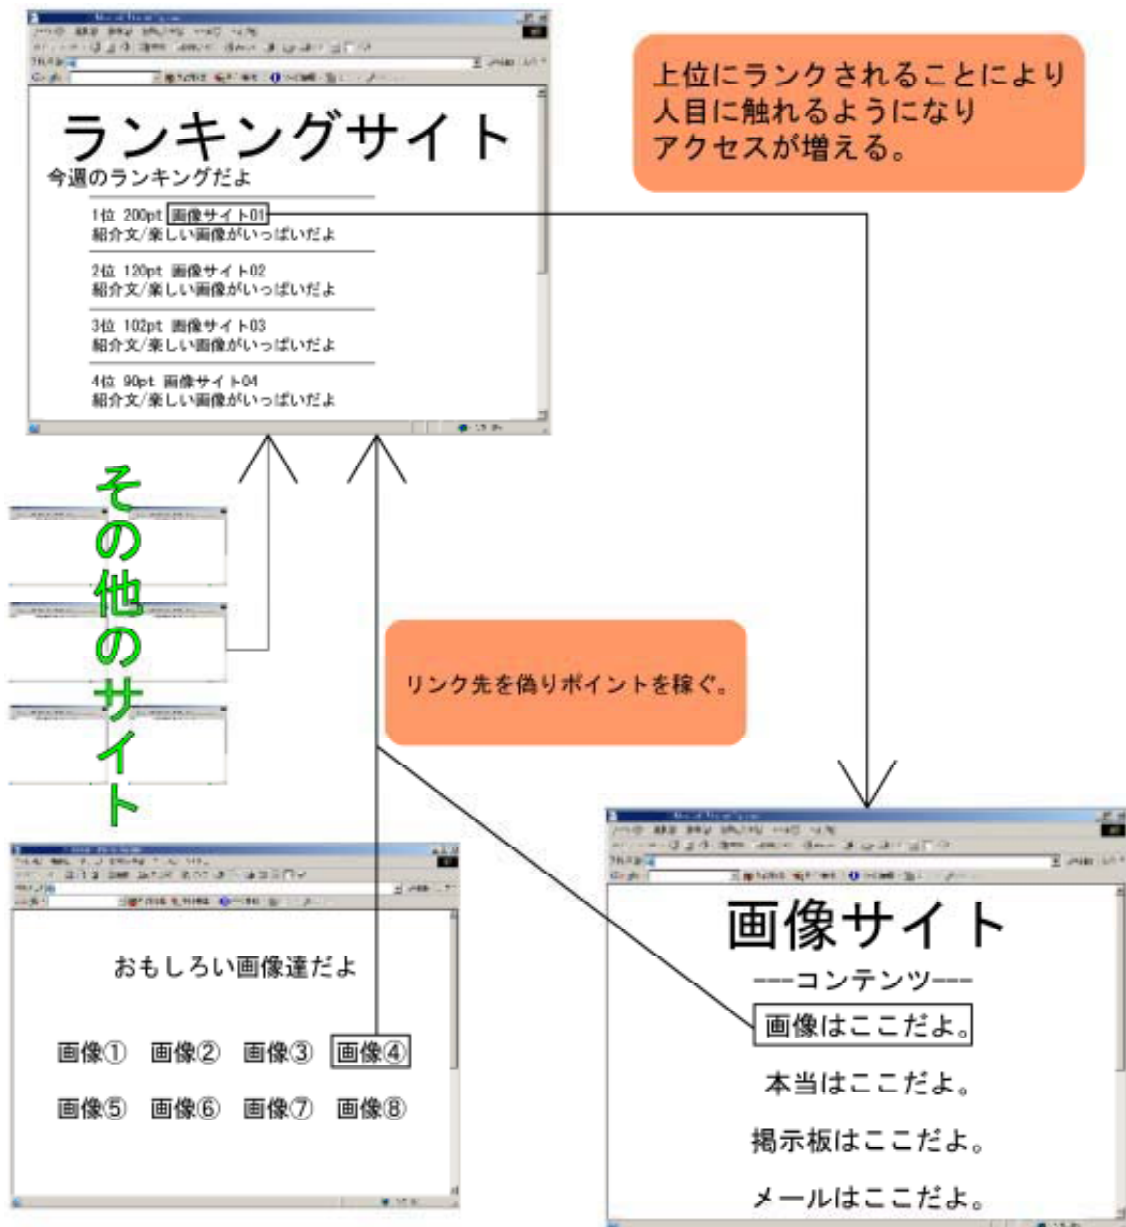 ランキングサイト
今週のランキングだよ
1位 200pt 画像サイト01
紹介文/楽しい画像がいっぱいだよ
2位 120pt 画像サイト02
紹介文/楽しい画像がいっぱいだよ
3位 102pt 画像サイト03
紹介文/楽しい画像がいっぱいだよ
4位 90pt 画像サイト04
紹介文/楽しい画像がいっぱいだよ
上位にランクされることにより
人目に触れるようになり
アクセスが増える。
その他のサイト
リンク先を偽りポイントを稼ぐ。
おもしろい画像達だよ
画像① 画像② 画像③ 画像④
画像⑤ 画像⑥ 画像⑦ 画像⑧
画像サイト
---コンテンツ---
画像はここだよ。
本当はここだよ。
掲示板はここだよ。
メールはここだよ。